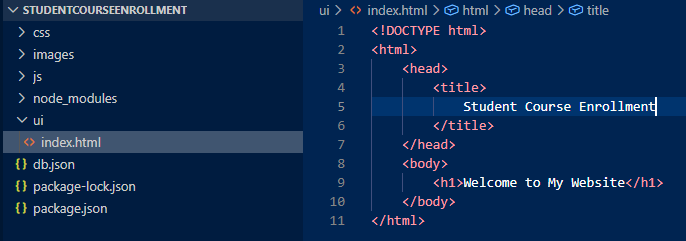 STUDENTCOURSEENROLLMENT
css
images
js
node_modules
ui
index.html
{} db.json
{} package-lock.json
{} package.json
ui > <> index.html > html > head > title
1 <!DOCTYPE html>
2 <html>
3 <head>
4 <title>
5 Student Course Enrollment
6 </title>
7 </head>
8 <body>
9 <h1>Welcome to My Website</h1>
10 </body>
11 </html>